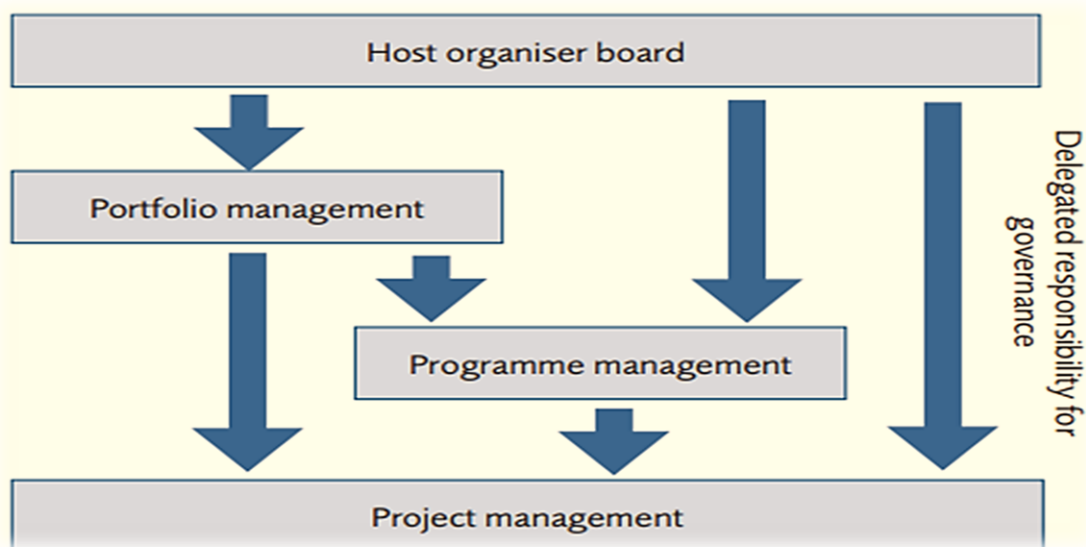 Host organiser board
Portfolio management
Programme management
Project management
Delegated responsibility for
governance